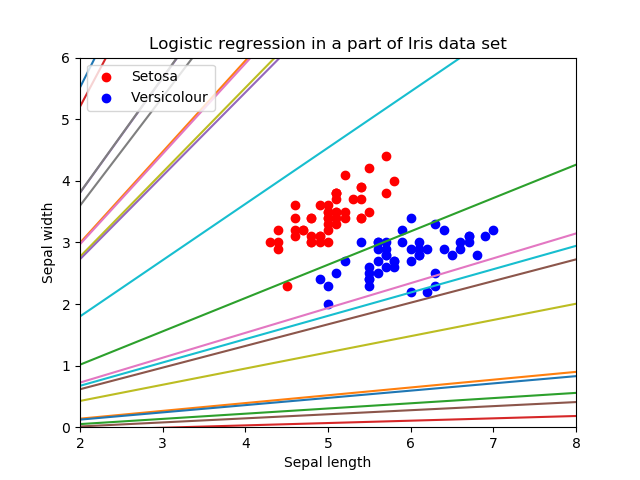 Logistic regression in a part of Iris data set
Setosa
Versicolour
Sepal width
6
5
4
3
2
1
0
2
3
4
5
6
7
8
Sepal length